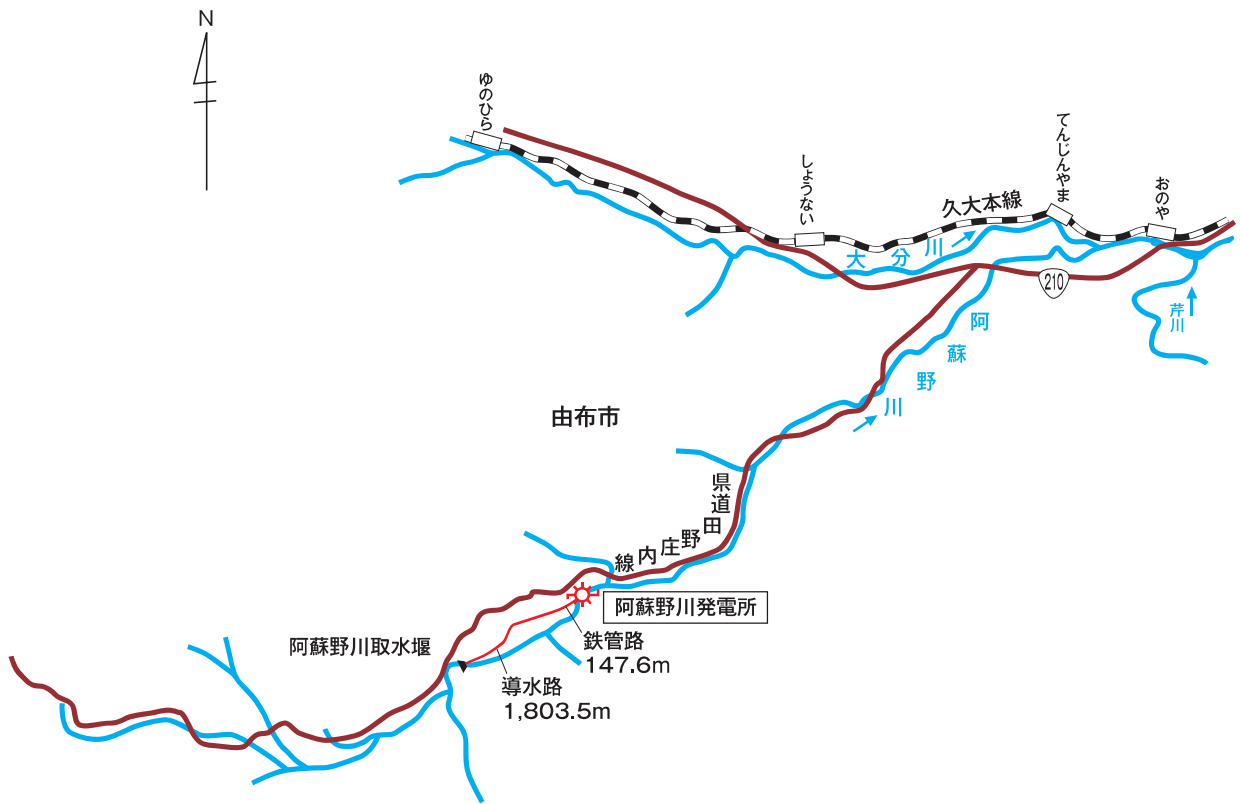 N
ゆのひら
しょうない
てんじんやま
おのや
久大本線
大分川
210
芹川
阿蘇野川
由布市
県道田野庄内線
阿蘇野川発電所
阿蘇野川取水堰
鉄管路
147.6m
導水路
1,803.5m